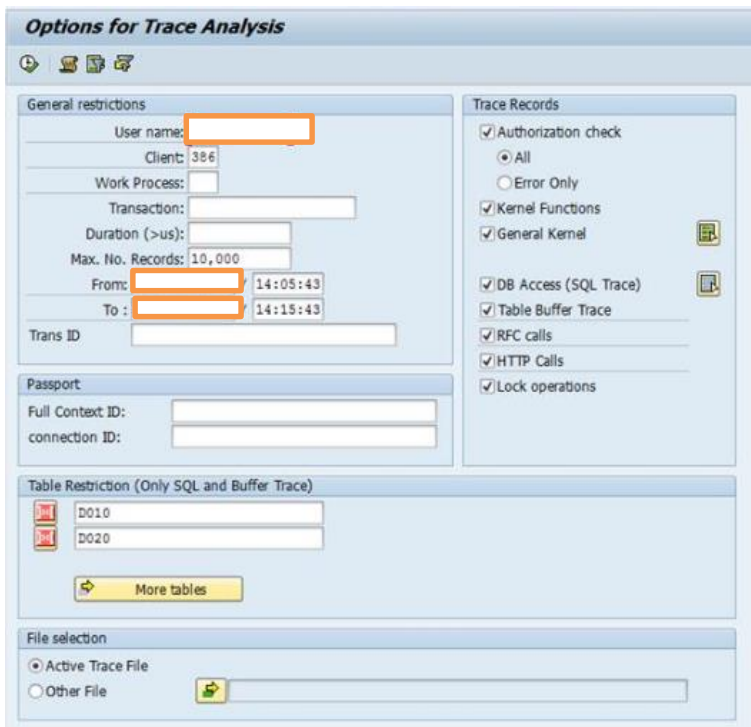 Options for Trace Analysis
General restrictions
User name:
Client: 386
Work Process:
Transaction:
Duration (>us):
Max. No. Records: 10,000
From: / 14:05:43
To : / 14:15:43
Trans ID
Passport
Full Context ID:
connection ID:
Trace Records
Authorization check
All
Error Only
Kernel Functions
General Kernel
DB Access (SQL Trace)
Table Buffer Trace
RFC calls
HTTP Calls
Lock operations
Table Restriction (Only SQL and Buffer Trace)
D010
D020
More tables
File selection
Active Trace File
Other File